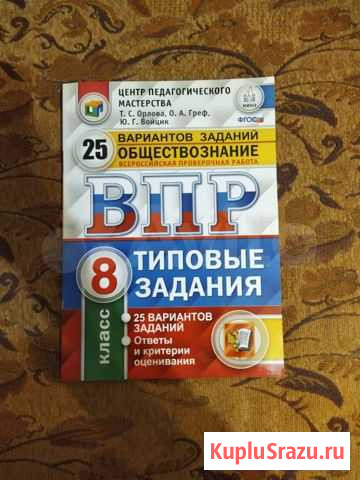 ЦЕНТР ПЕДАГОГИЧЕСКОГО
МАСТЕРСТВА
Т. С. Орлова, О. А. Греф,
Ю. Г. Войцик
ФГОС
25 ВАРИАНТОВ ЗАДАНИЙ
ОБЩЕСТВОЗНАНИЕ
ВСЕРОССИЙСКАЯ ПРОВЕРОЧНАЯ РАБОТА
ВПР
8 класс
ТИПОВЫЕ
ЗАДАНИЯ
25 ВАРИАНТОВ
ЗАДАНИЙ
Ответы
и критерии
оценивания
KupluSrazu.ru